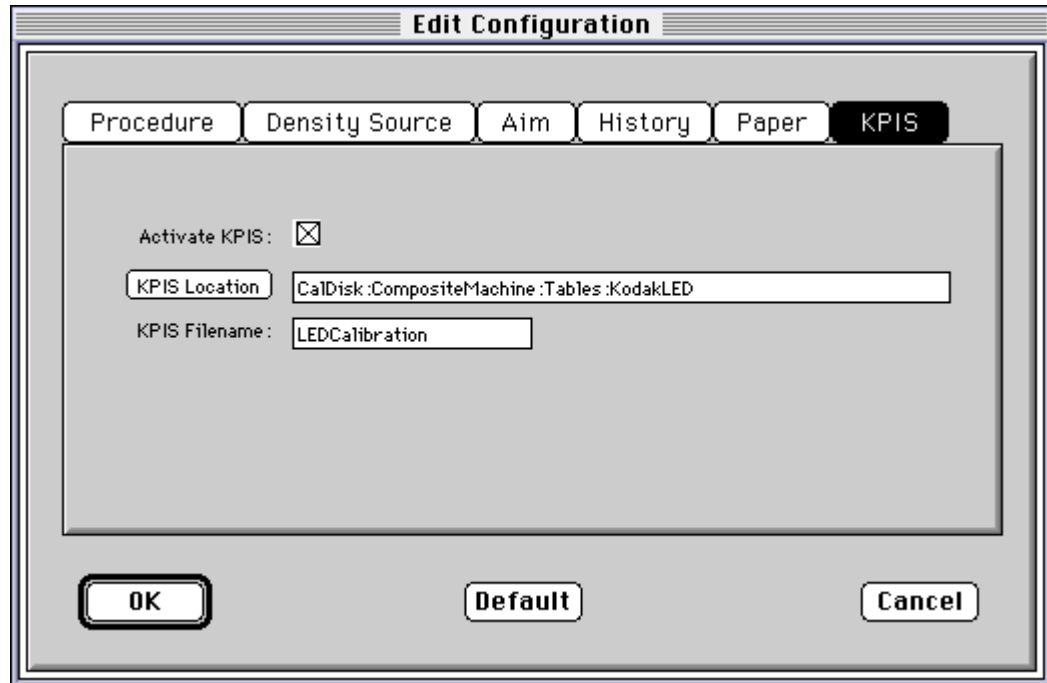 Edit Configuration
Procedure Density Source Aim History Paper KPIS
Activate KPIS:
KPIS Location CalDisk:CompositeMachine:Tables:KodakLED
KPIS Filename: LEDCalibration
OK Default Cancel